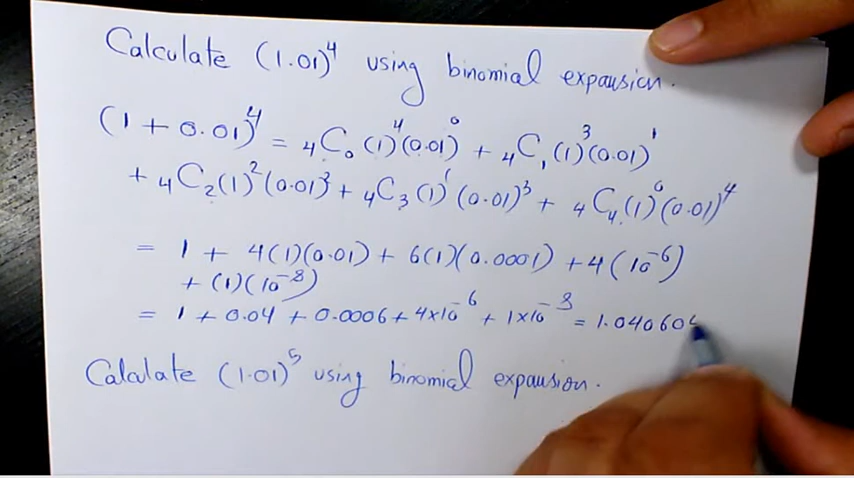 Calculate (1.01)⁴ using binomial expansion.
(1 + 0.01)⁴ = ₄C₀(1)⁴(0.01)⁰ + ₄C₁(1)³(0.01)¹
+ ₄C₂(1)²(0.01)² + ₄C₃(1)¹(0.01)³ + ₄C₄(1)⁰(0.01)⁴
= 1 + 4(1)(0.01) + 6(1)(0.0001) + 4(10⁻⁶)
+ (1)(10⁻⁸)
= 1 + 0.04 + 0.0006 + 4×10⁻⁶ + 1×10⁻⁸ = 1.040604
Calculate (1.01)⁵ using binomial expansion.